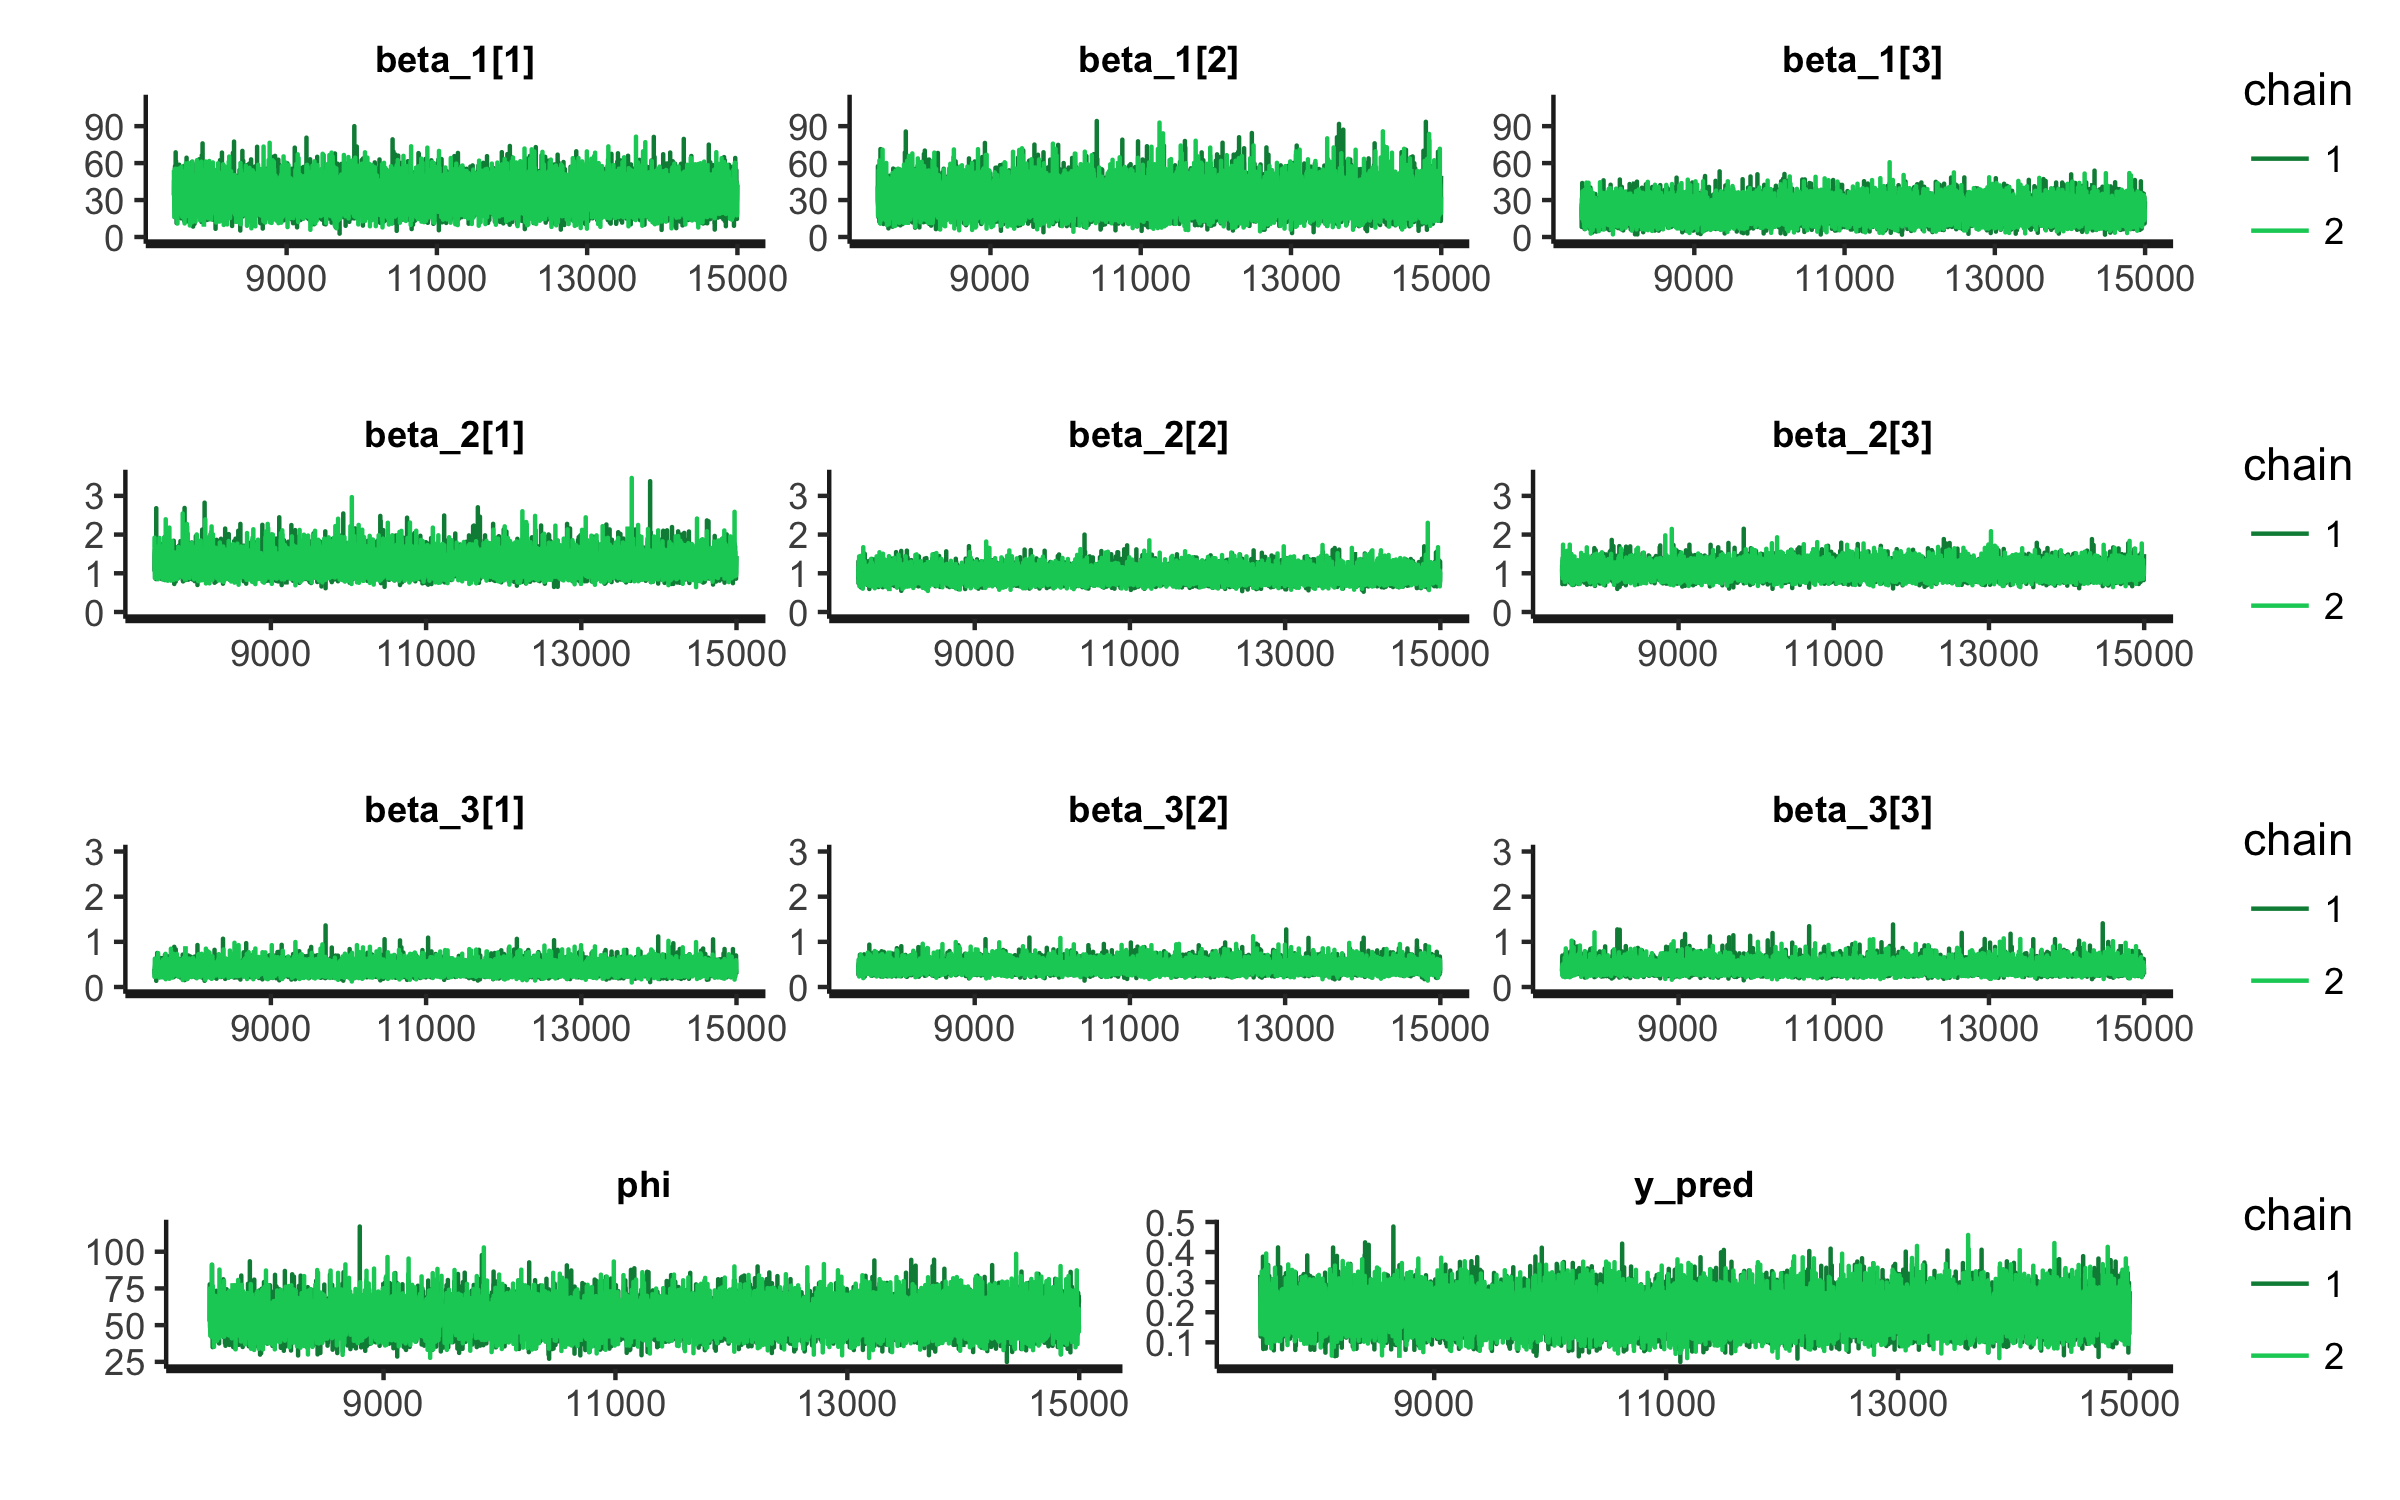 beta_1[1] beta_1[2] beta_1[3] chain
90 90 90 1
60 60 60
30 30 30 2
0 0 0
9000 11000 13000 15000 9000 11000 13000 15000 9000 11000 13000 15000
beta_2[1] beta_2[2] beta_2[3] chain
3 3 3
2 2 2 1
1 1 1
0 0 0 2
9000 11000 13000 15000 9000 11000 13000 15000 9000 11000 13000 15000
beta_3[1] beta_3[2] beta_3[3] chain
3 3 3
2 2 2 1
1 1 1
0 0 0 2
9000 11000 13000 15000 9000 11000 13000 15000 9000 11000 13000 15000
phi y_pred chain
100 0.5
75 0.4 1
50 0.3
25 0.2
0.1 2
9000 11000 13000 15000 9000 11000 13000 15000